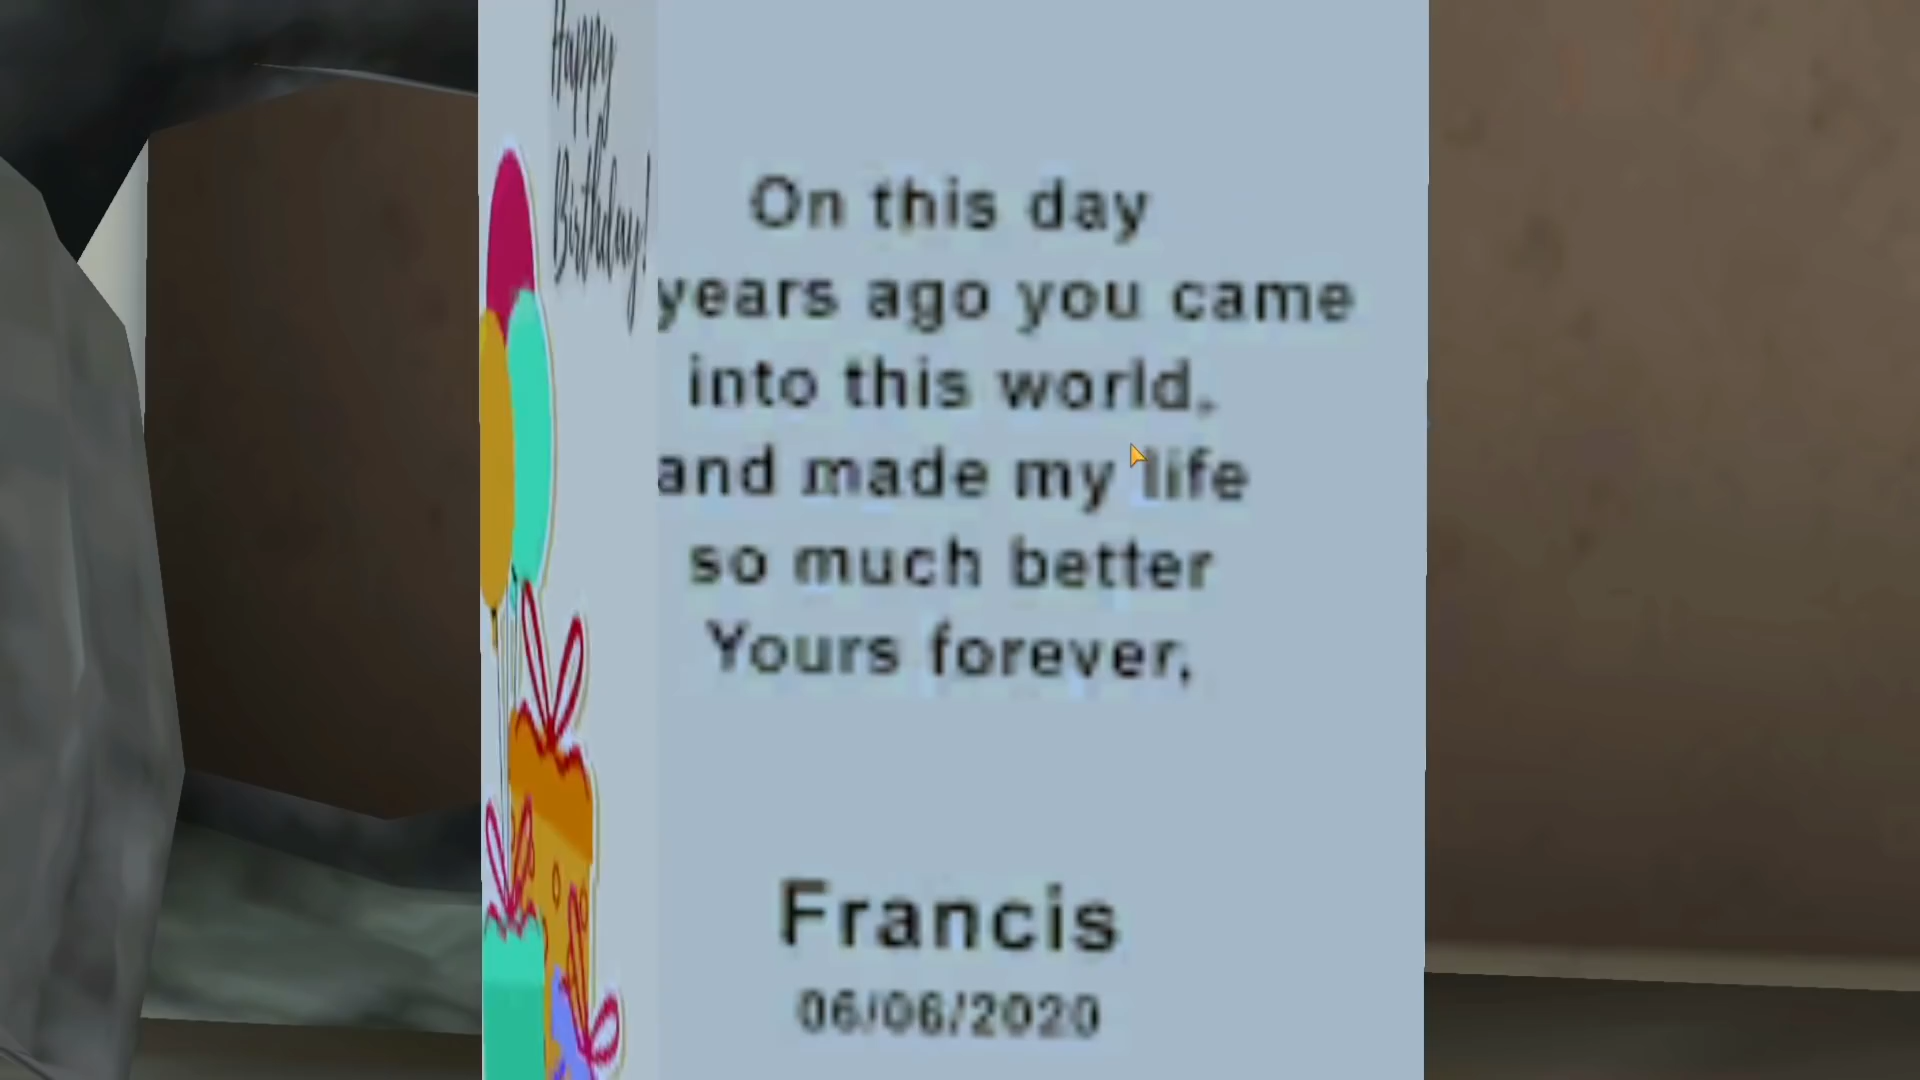 Happy
Birthday!
On this day
years ago you came
into this world,
and made my life
so much better
Yours forever,
Francis
06/06/2020